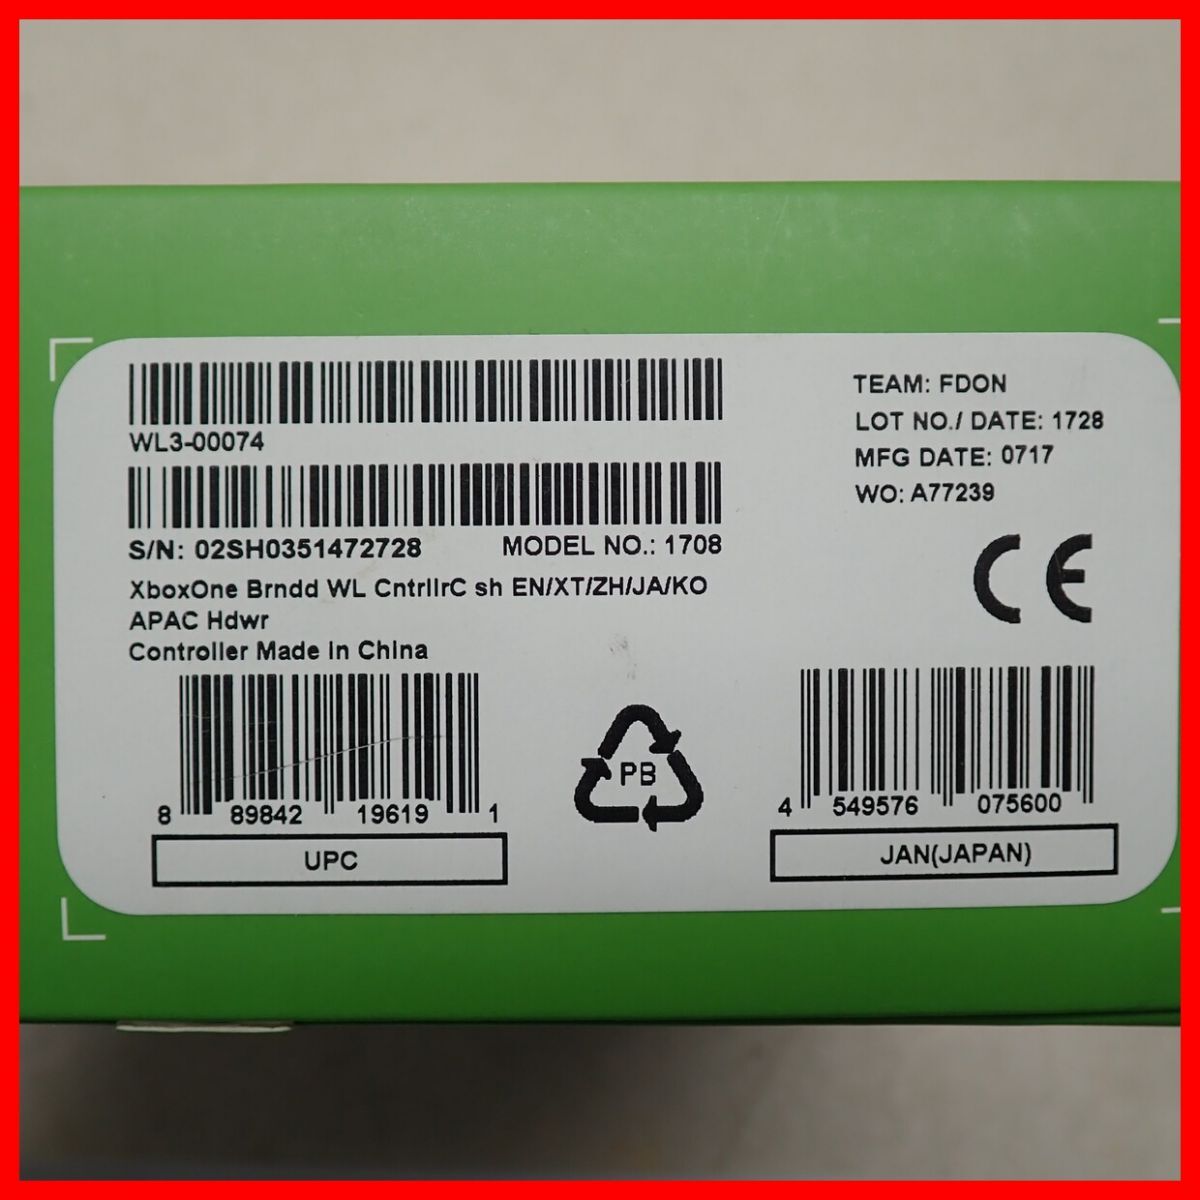 WL3-00074
S/N: 02SH0351472728 MODEL NO.: 1708
XboxOne Brndd WL CntrllrC sh EN/XT/ZH/JA/KO
APAC Hdwr
Controller Made in China
8 89842 19619 1
UPC
PB
TEAM: FDON
LOT NO./ DATE: 1728
MFG DATE: 0717
WO: A77239
CE
4 549576 075600
JAN(JAPAN)